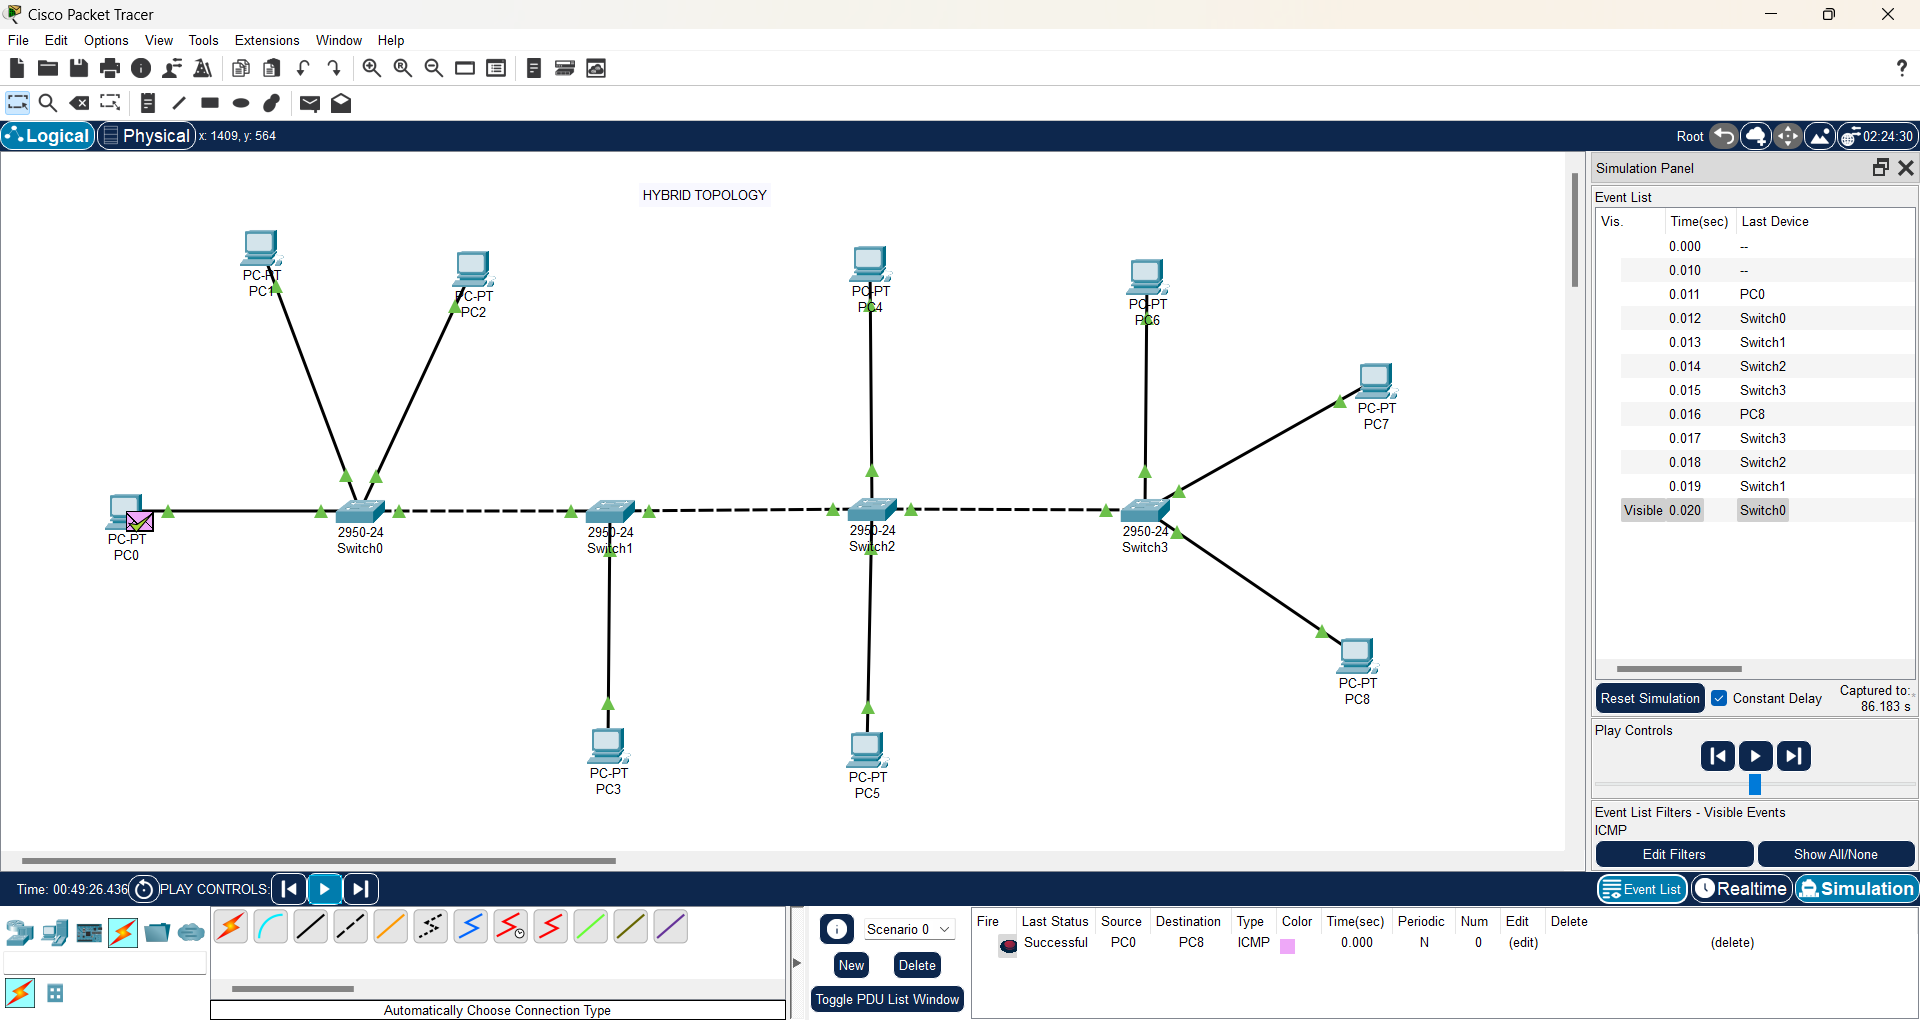 Cisco Packet Tracer
File Edit Options View Tools Extensions Window Help
?
Logical Physical x: 1409, y: 564 Root 02:24:30
HYBRID TOPOLOGY
PC-PT
PC1
PC-PT
PC2
PC-PT
PC4
PC-PT
PC6
PC-PT
PC7
PC-PT
PC0
2950-24
Switch0
2950-24
Switch1
2950-24
Switch2
2950-24
Switch3
PC-PT
PC8
PC-PT
PC3
PC-PT
PC5
Simulation Panel
Event List
Vis. Time(sec) Last Device
0.000 --
0.010 --
0.011 PC0
0.012 Switch0
0.013 Switch1
0.014 Switch2
0.015 Switch3
0.016 PC8
0.017 Switch3
0.018 Switch2
0.019 Switch1
Visible 0.020 Switch0
Reset Simulation Constant Delay Captured to:
86.183 s
Play Controls
Event List Filters - Visible Events
ICMP
Edit Filters Show All/None
Time: 00:49:26.436 PLAY CONTROLS: Event List Realtime Simulation
Scenario 0
New Delete
Toggle PDU List Window
Fire Last Status Source Destination Type Color Time(sec) Periodic Num Edit Delete
Successful PC0 PC8 ICMP 0.000 N 0 (edit) (delete)
Automatically Choose Connection Type